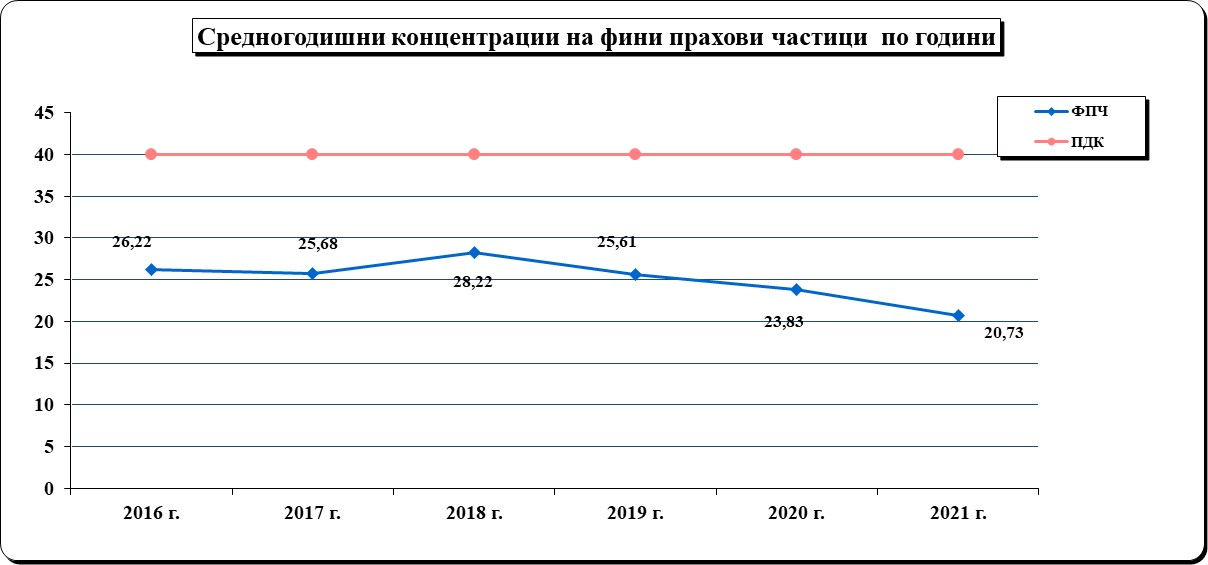 Средногодишни концентрации на фини прахови частици по години
ФПЧ
ПДК
45
40
35
30
25
20
15
10
5
0
26,22
25,68
28,22
25,61
23,83
20,73
2016 г.
2017 г.
2018 г.
2019 г.
2020 г.
2021 г.